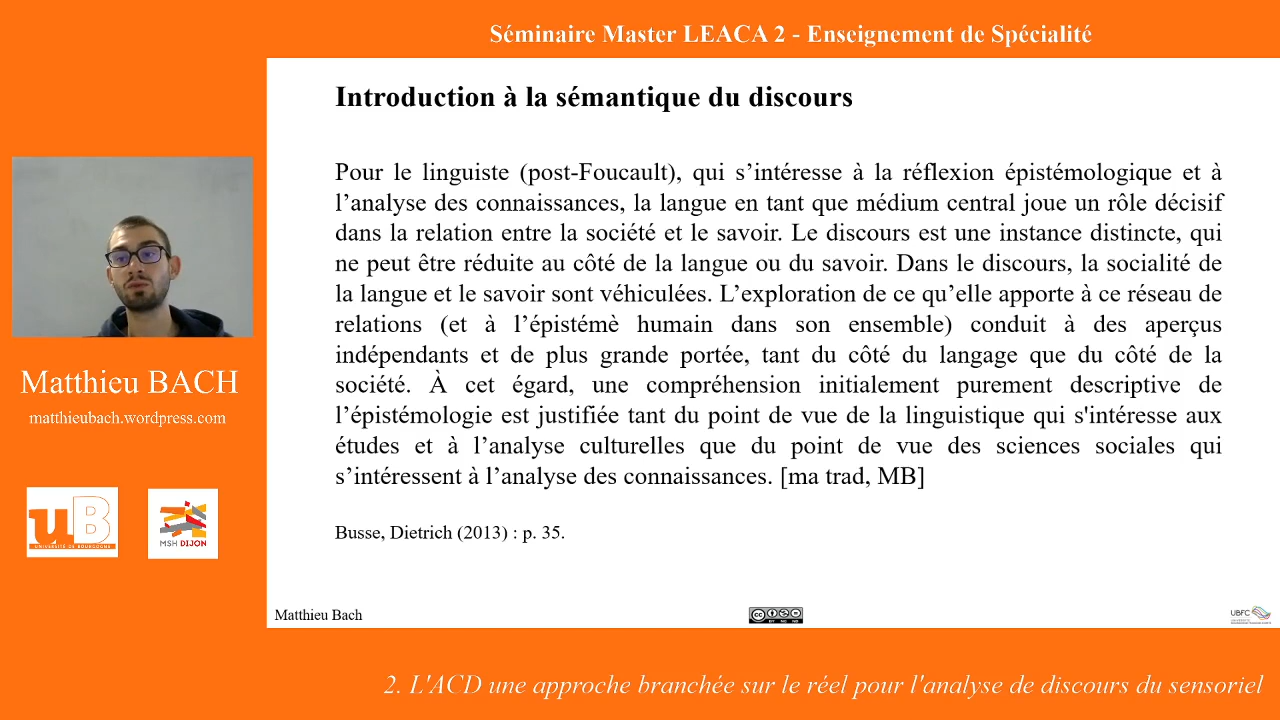 Séminaire Master LEACA 2 - Enseignement de Spécialité
Introduction à la sémantique du discours
Pour le linguiste (post-Foucault), qui s’intéresse à la réflexion épistémologique et à
l’analyse des connaissances, la langue en tant que médium central joue un rôle décisif
dans la relation entre la société et le savoir. Le discours est une instance distincte, qui
ne peut être réduite au côté de la langue ou du savoir. Dans le discours, la socialité de
la langue et le savoir sont véhiculées. L’exploration de ce qu’elle apporte à ce réseau de
relations (et à l’épistémè humain dans son ensemble) conduit à des aperçus
indépendants et de plus grande portée, tant du côté du langage que du côté de la
société. À cet égard, une compréhension initialement purement descriptive de
l’épistémologie est justifiée tant du point de vue de la linguistique qui s'intéresse aux
études et à l’analyse culturelles que du point de vue des sciences sociales qui
s’intéressent à l’analyse des connaissances. [ma trad, MB]
Busse, Dietrich (2013) : p. 35.
Matthieu BACH
matthieubach.wordpress.com
uB
UNIVERSITÉ DE BOURGOGNE
MSH DIJON
Matthieu Bach
cc
BY NC ND
UBFC
2. L'ACD une approche branchée sur le réel pour l'analyse de discours du sensoriel